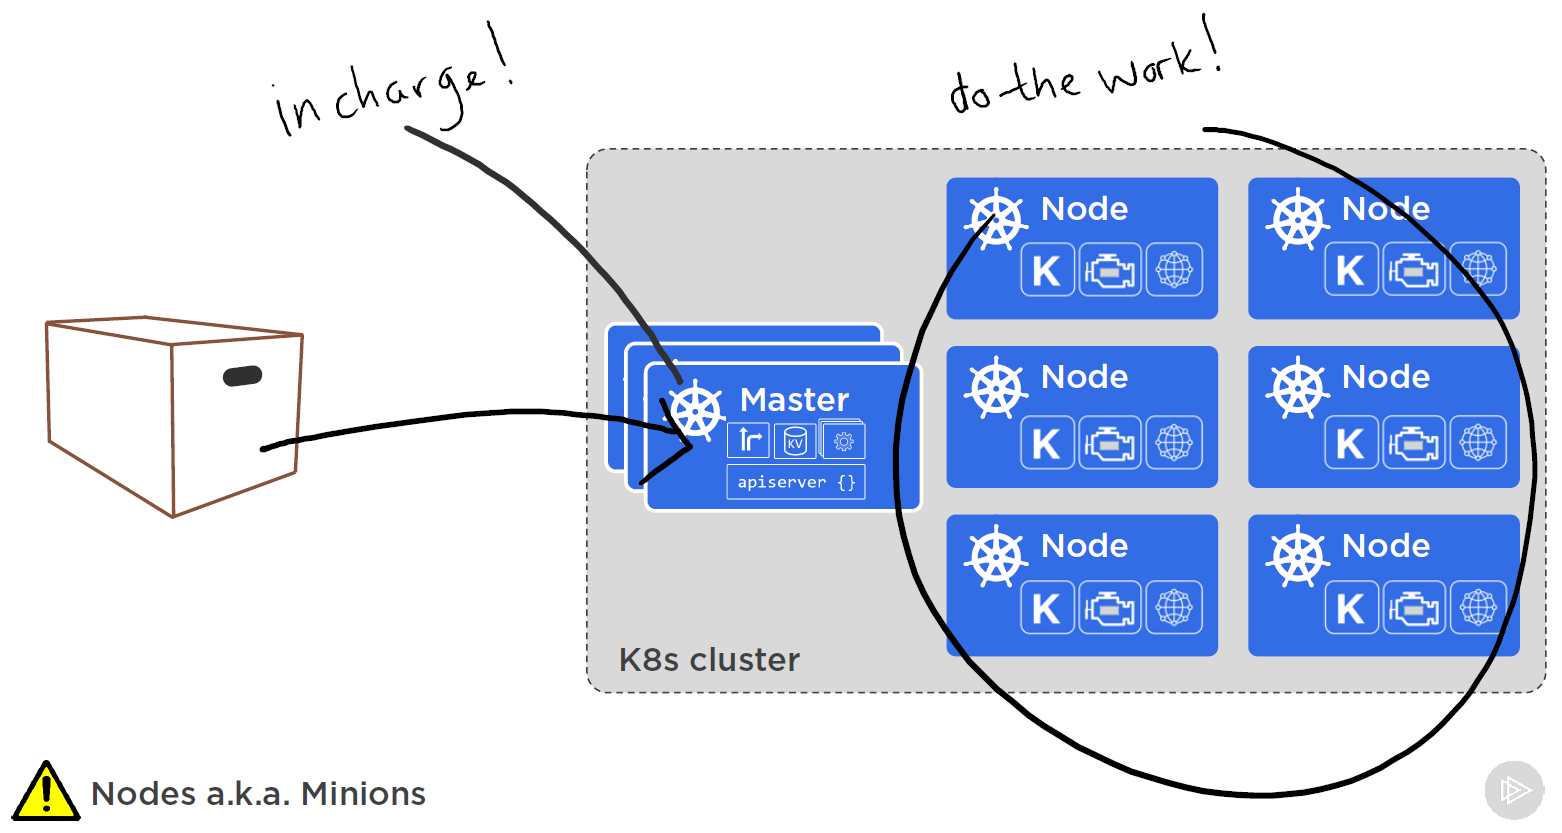 in charge!
do the work!
Node
K
Node
K
Node
K
Node
K
Master
KV
apiserver {}
Node
K
Node
K
K8s cluster
! Nodes a.k.a. Minions